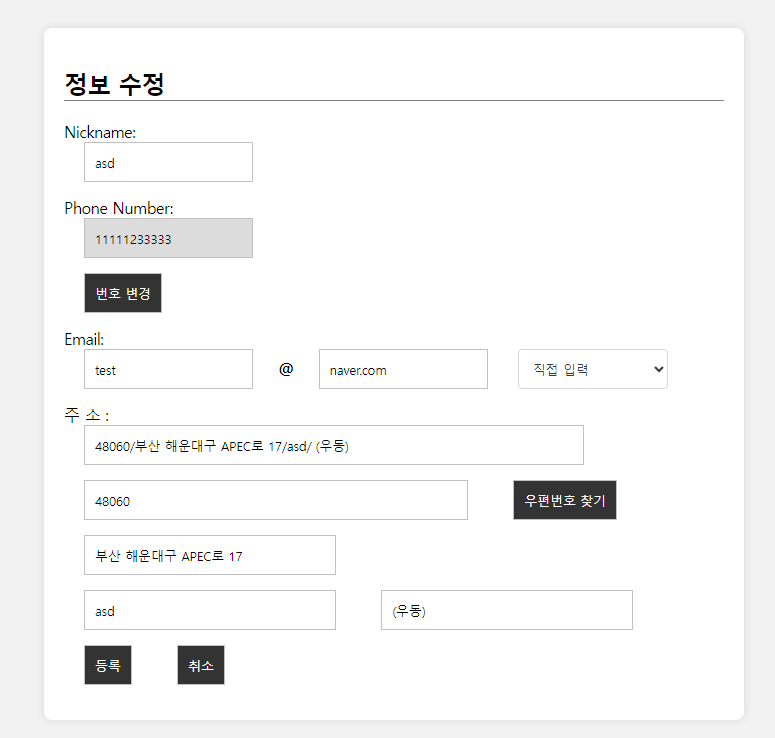 정보 수정
Nickname:
asd
Phone Number:
11111233333
번호 변경
Email:
test @ naver.com 직접 입력
주 소 :
48060/부산 해운대구 APEC로 17/asd/ (우동)
48060 우편번호 찾기
부산 해운대구 APEC로 17
asd (우동)
등록 취소